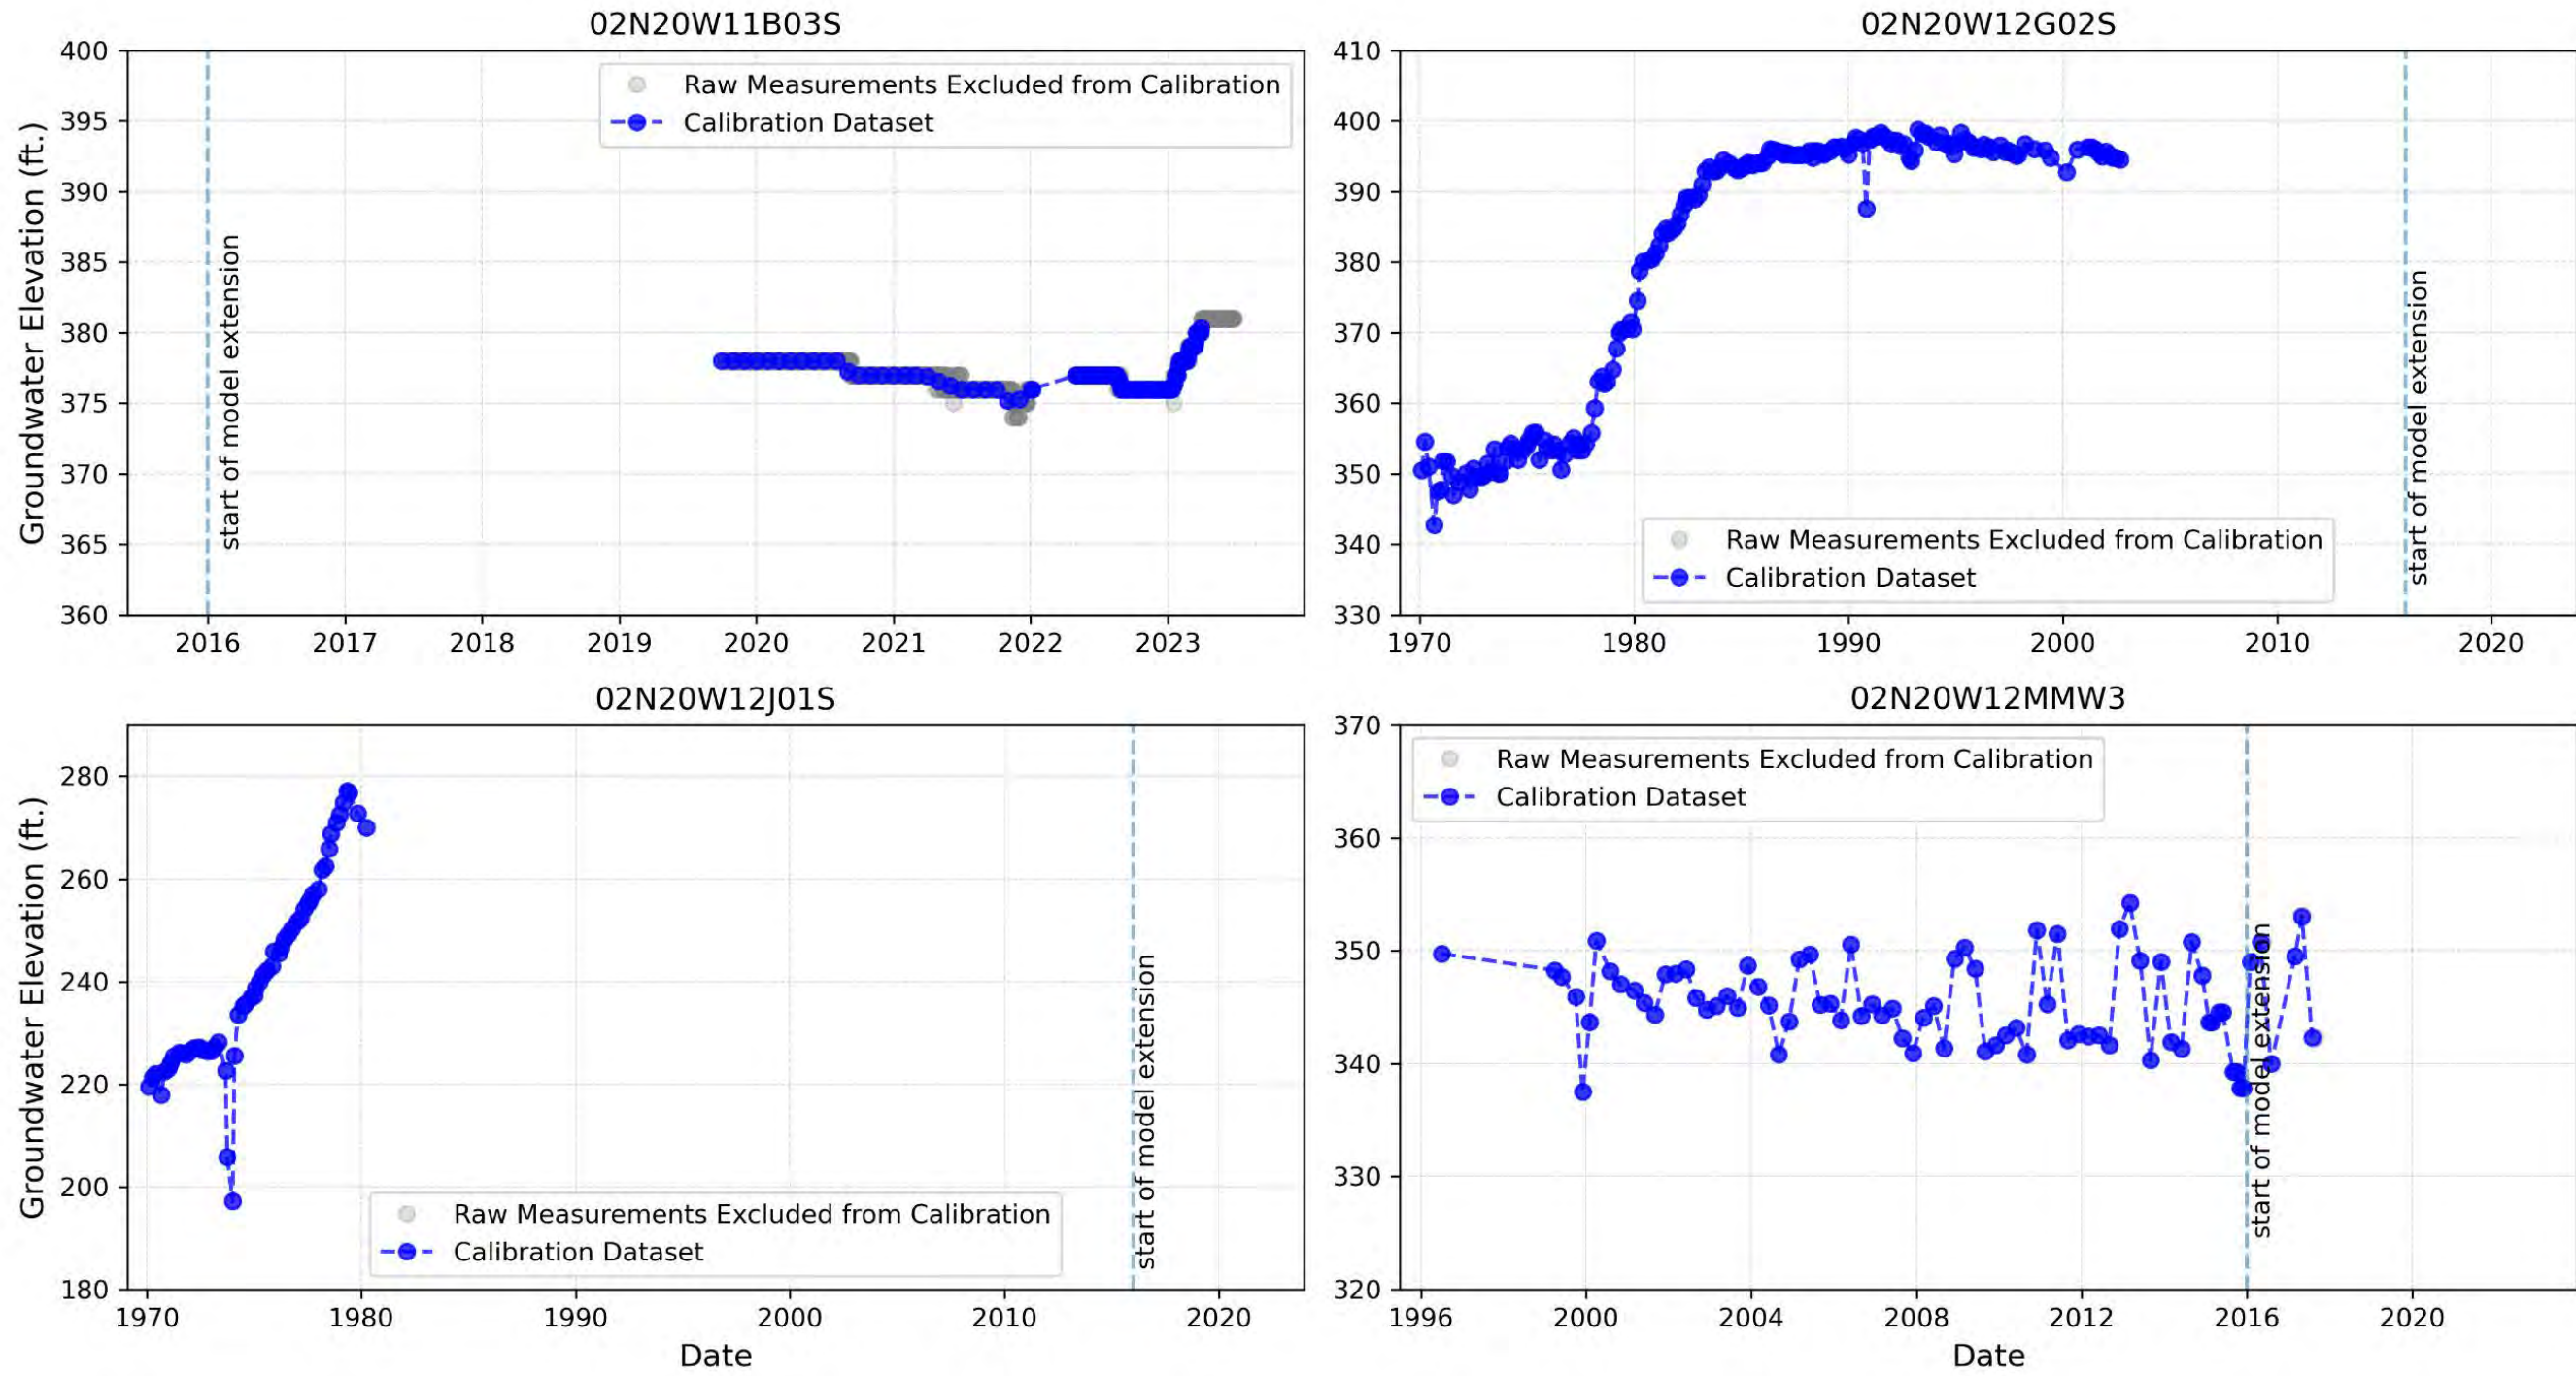 02N20W11B03S
Groundwater Elevation (ft.)
400
395
390
385
380
375
370
365
360
Raw Measurements Excluded from Calibration
Calibration Dataset
start of model extension
2016 2017 2018 2019 2020 2021 2022 2023
02N20W12G02S
410
400
390
380
370
360
350
340
330
Raw Measurements Excluded from Calibration
Calibration Dataset
start of model extension
1970 1980 1990 2000 2010 2020
02N20W12J01S
Groundwater Elevation (ft.)
280
260
240
220
200
180
Raw Measurements Excluded from Calibration
Calibration Dataset
start of model extension
1970 1980 1990 2000 2010 2020
Date
02N20W12MMW3
370
360
350
340
330
320
Raw Measurements Excluded from Calibration
Calibration Dataset
start of model extension
1996 2000 2004 2008 2012 2016 2020
Date